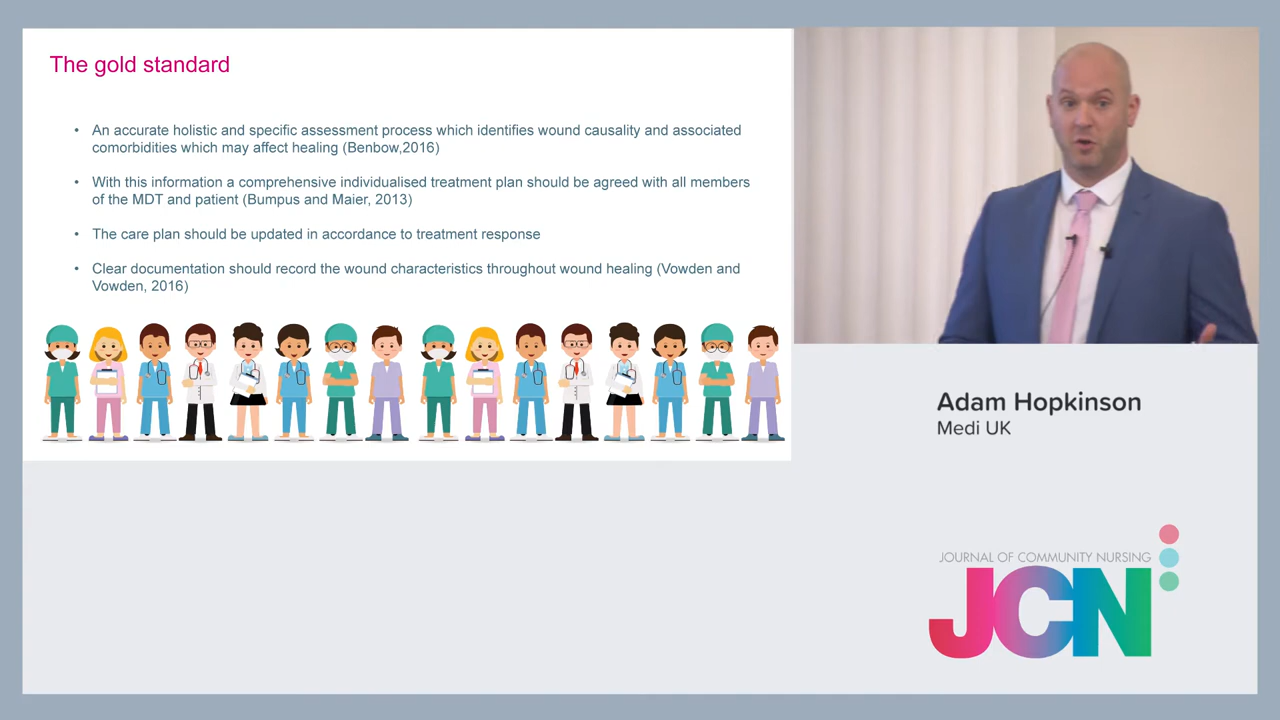 The gold standard
• An accurate holistic and specific assessment process which identifies wound causality and associated
comorbidities which may affect healing (Benbow,2016)
• With this information a comprehensive individualised treatment plan should be agreed with all members
of the MDT and patient (Bumpus and Maier, 2013)
• The care plan should be updated in accordance to treatment response
• Clear documentation should record the wound characteristics throughout wound healing (Vowden and
Vowden, 2016)
Adam Hopkinson
Medi UK
JOURNAL OF COMMUNITY NURSING
JCN